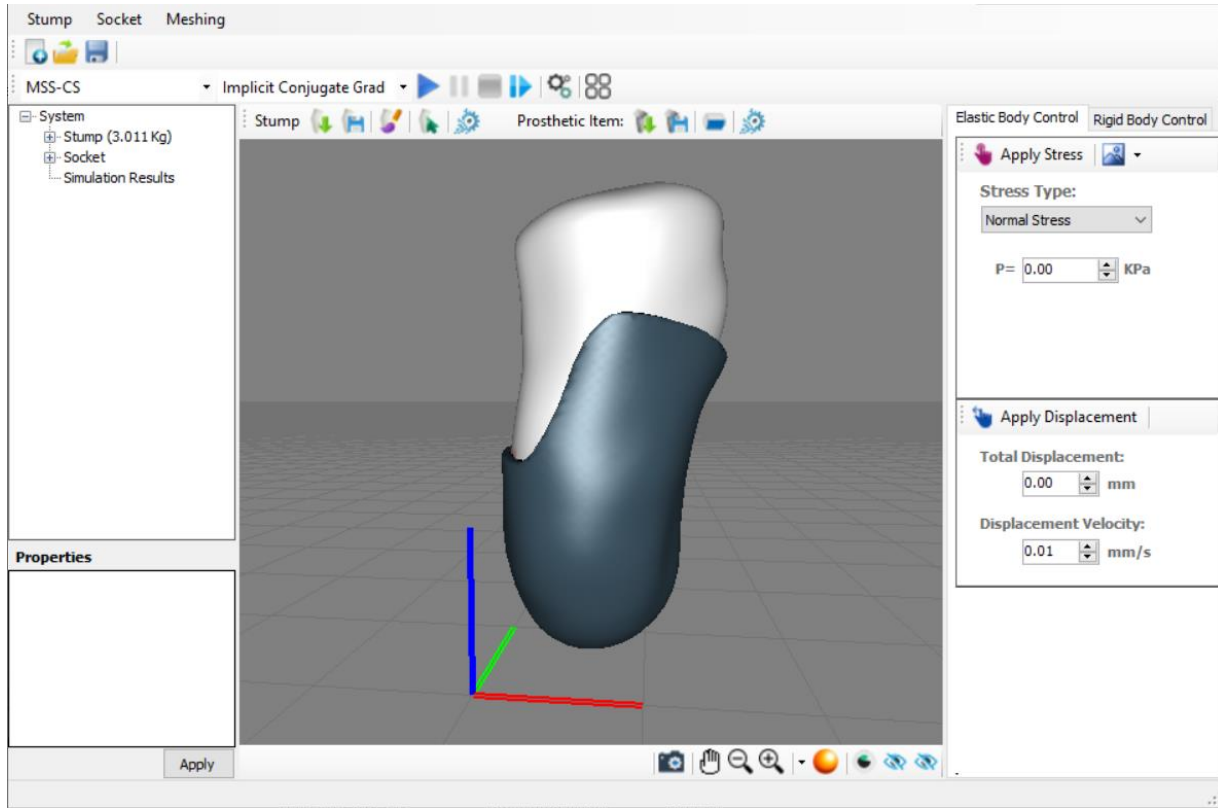 Stump Socket Meshing
MSS-CS Implicit Conjugate Grad
System
Stump (3.011 Kg)
Socket
Simulation Results
Properties
Apply
Stump Prosthetic Item:
Elastic Body Control Rigid Body Control
Apply Stress
Stress Type:
Normal Stress
P= 0.00 KPa
Apply Displacement
Total Displacement:
0.00 mm
Displacement Velocity:
0.01 mm/s